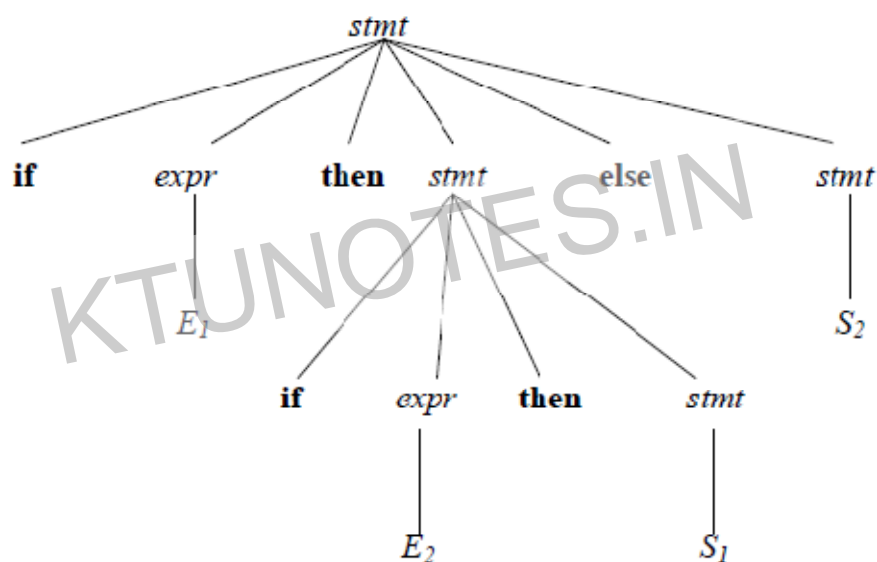 stmt
if expr then stmt else stmt
KTUNOTES.IN
E1 S2
if expr then stmt
E2 S1